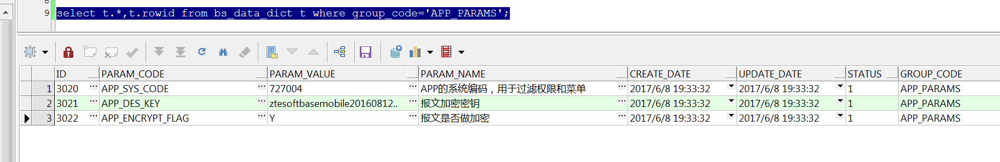 8
9 select t.*,t.rowid from bs_data_dict t where group_code='APP_PARAMS';
ID PARAM_CODE PARAM_VALUE PARAM_NAME CREATE_DATE UPDATE_DATE STATUS GROUP_CODE
1 3020 ··· APP_SYS_CODE ··· 727004 ··· APP的系统编码，用于过滤权限和菜单 ··· 2017/6/8 19:33:32 2017/6/8 19:33:32 1 APP_PARAMS
2 3021 ··· APP_DES_KEY ··· ztesoftbasemobile20160812.. ··· 报文加密密钥 ··· 2017/6/8 19:33:32 2017/6/8 19:33:32 1 APP_PARAMS
3 3022 ··· APP_ENCRYPT_FLAG ··· Y ··· 报文是否做加密 ··· 2017/6/8 19:33:32 2017/6/8 19:33:32 1 APP_PARAMS